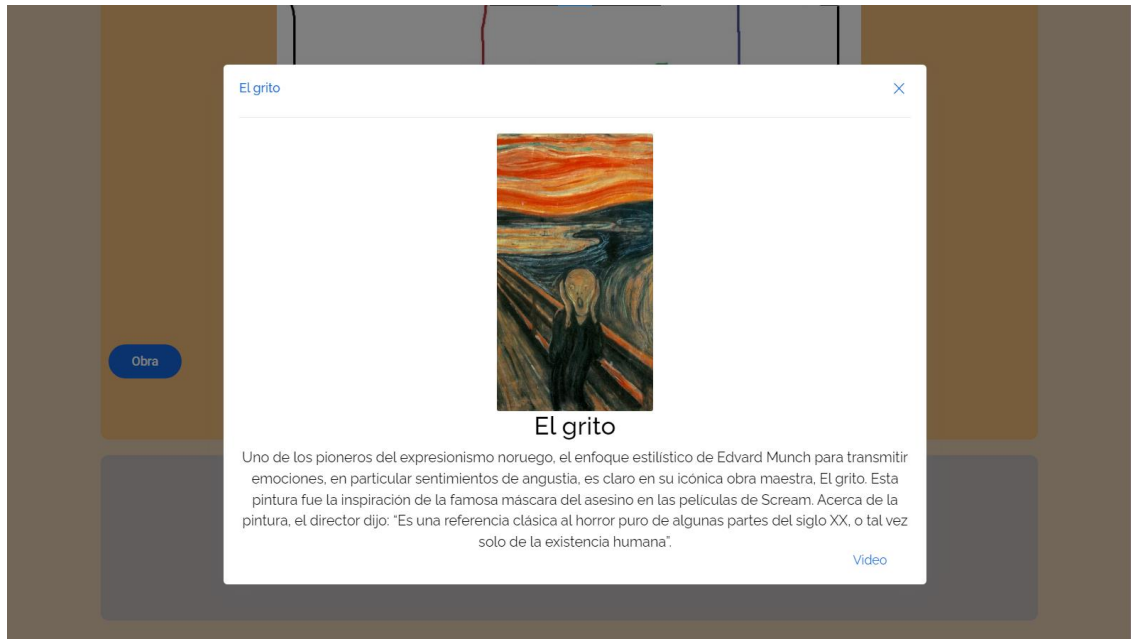 El grito
Obra
El grito
Uno de los pioneros del expresionismo noruego, el enfoque estilístico de Edvard Munch para transmitir
emociones, en particular sentimientos de angustia, es claro en su icónica obra maestra, El grito. Esta
pintura fue la inspiración de la famosa máscara del asesino en las películas de Scream. Acerca de la
pintura, el director dijo: “Es una referencia clásica al horror puro de algunas partes del siglo XX, o tal vez
solo de la existencia humana”.
Video